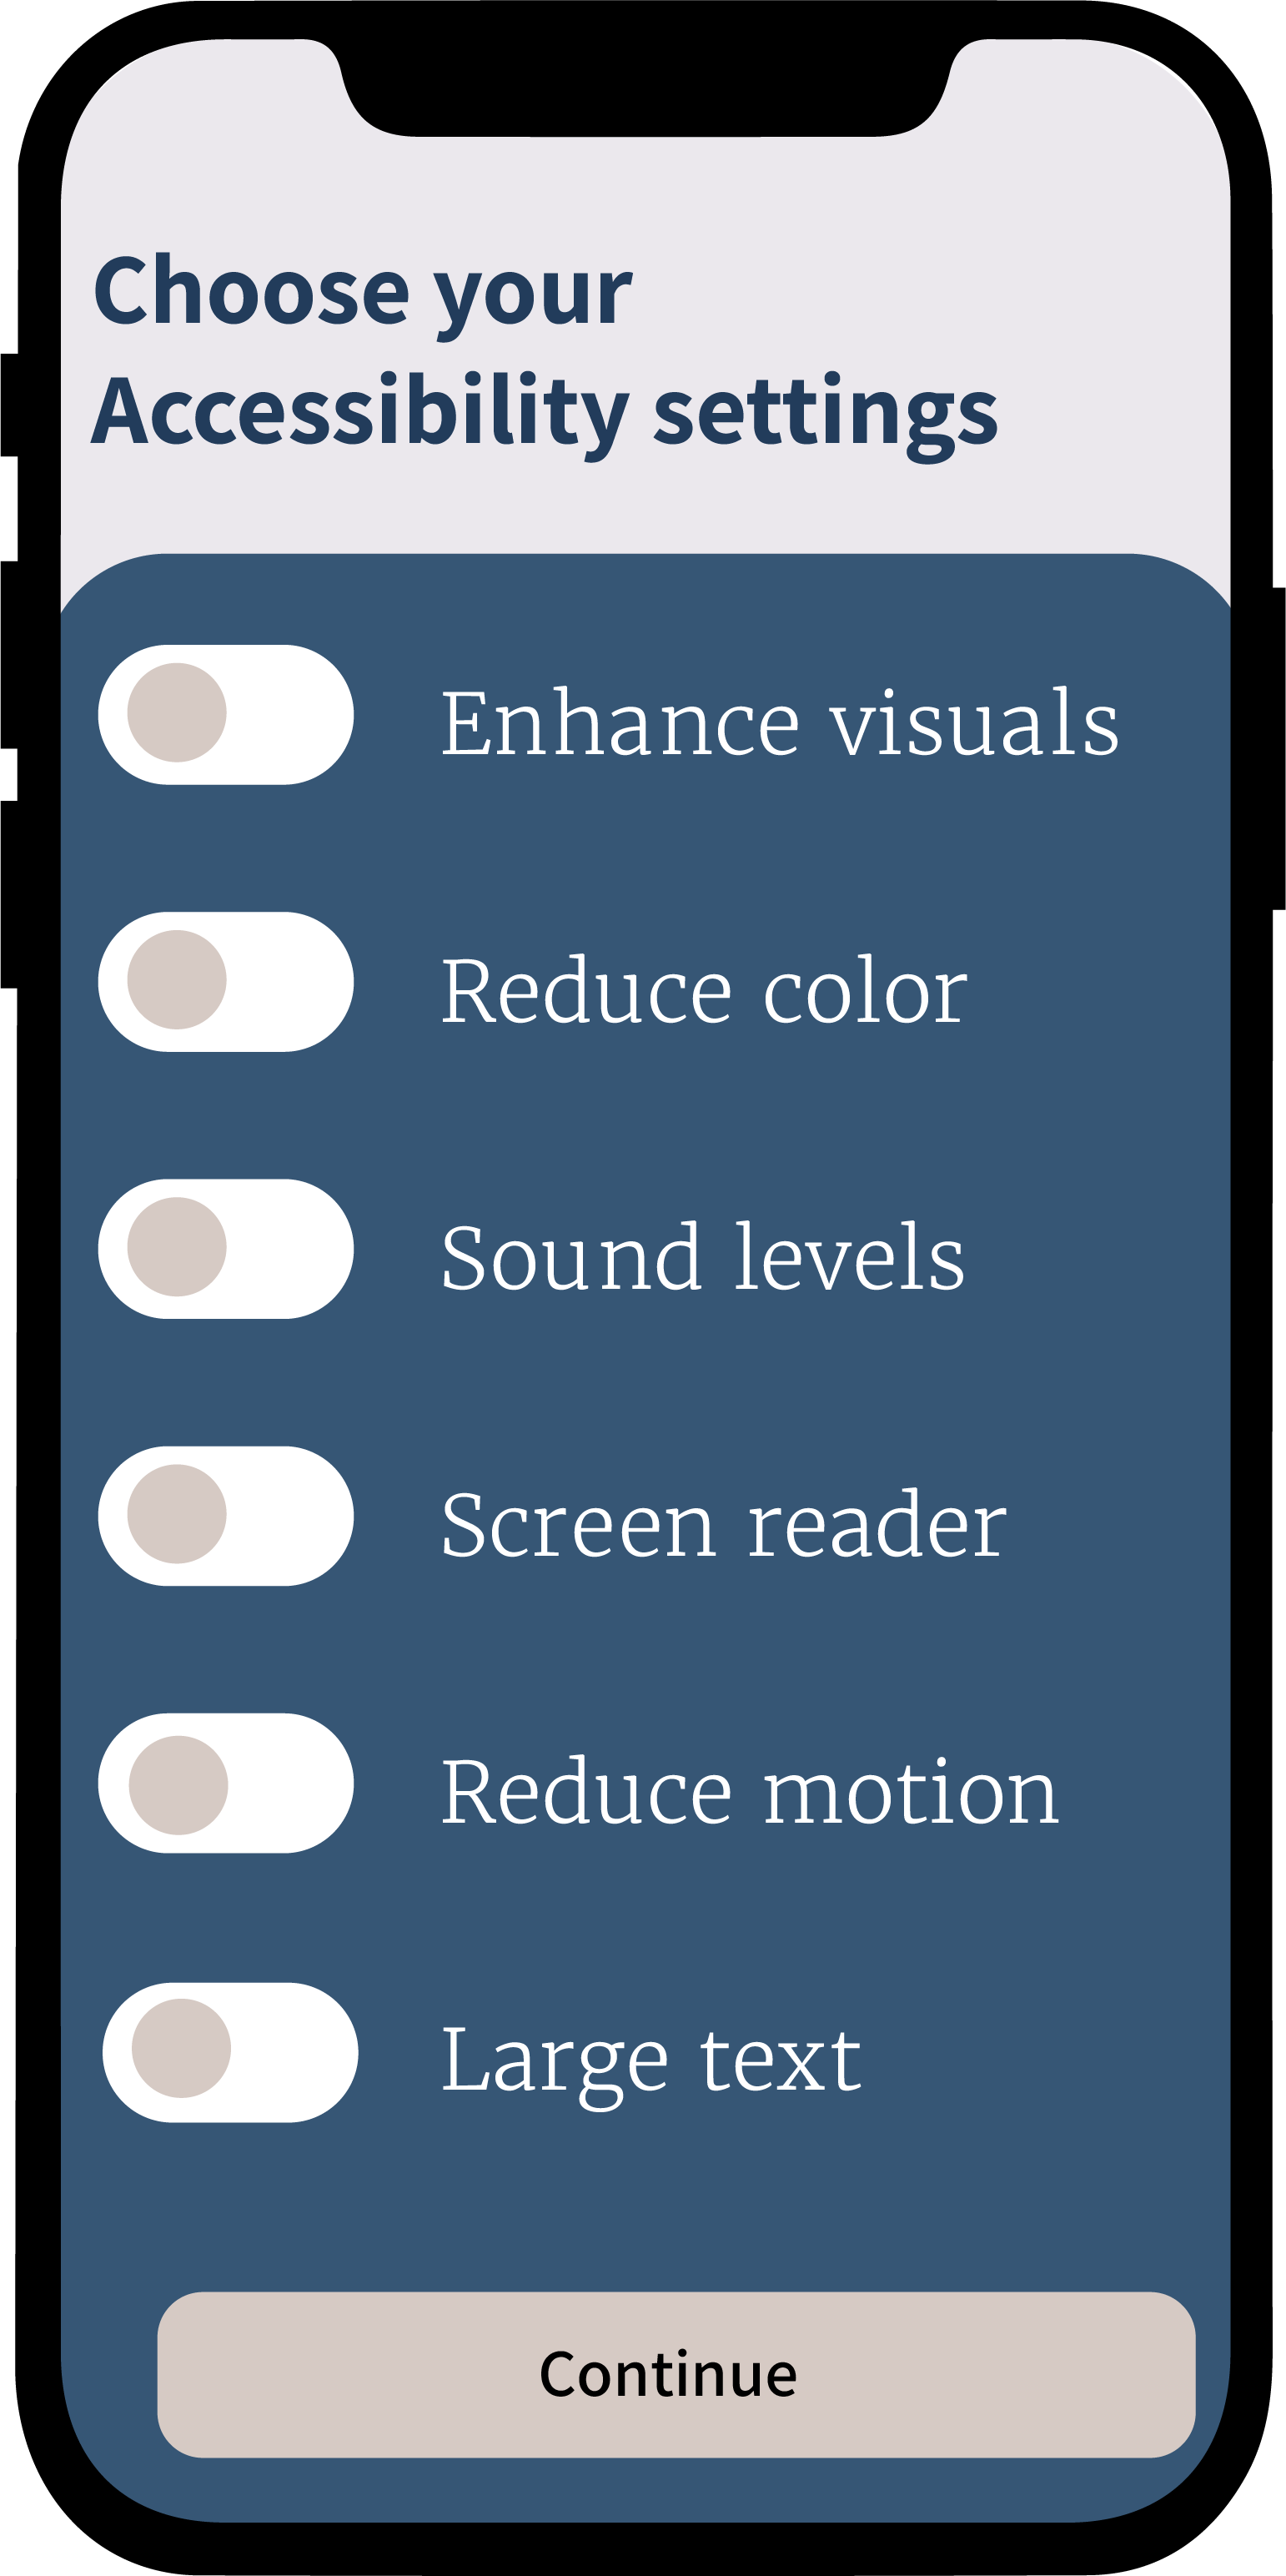 Choose your
Accessibility settings
Enhance visuals
Reduce color
Sound levels
Screen reader
Reduce motion
Large text
Continue